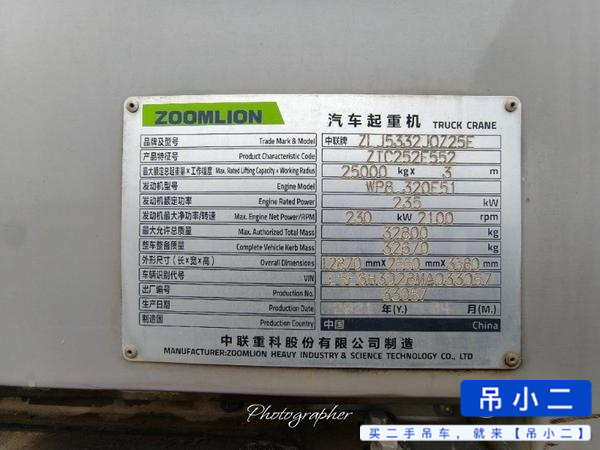 ZOOMLION 汽车起重机 TRUCK CRANE
品牌及型号 Trade Mark & Model 中联牌 ZLJ5332JQZ25E
产品特征号 Product Characteristic Code ZTC252E552
最大额定总起重量×工作幅度 Max. Rated Lifting Capacity × Working Radius 25000 kg x 3 m
发动机型号 Engine Model WP8.320E51
发动机额定功率 Engine Rated Power 235 kW
发动机最大净功率/转速 Max. Engine Net Power/RPM 230 kW 2100 rpm
最大允许总质量 Max. Authorized Total Mass 32800 kg
整车整备质量 Complete Vehicle Kerb Mass 32670 kg
外形尺寸（长×宽×高） Overall Dimensions 12870 mm X mm X 3580 mm
车辆识别代号 VIN
出厂编号 Production No. 33057
生产日期 Production Date 年(Y.) 月(M.)
制造国 Production Country 中国 China
中联重科股份有限公司制造
MANUFACTURER:ZOOMLION HEAVY INDUSTRY & SCIENCE TECHNOLOGY CO., LTD
Photographer
吊小二
买二手吊车，就来【吊小二】